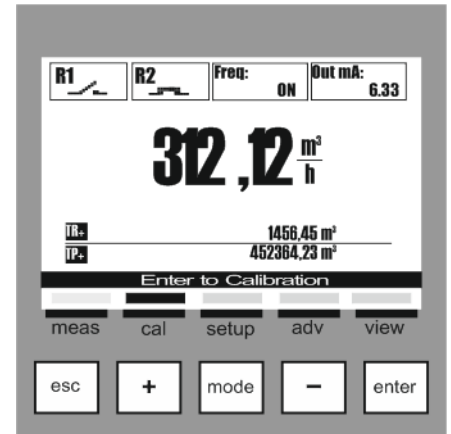 R1 R2 Freq: ON Out mA: 6.33
312,12 m³/h
TR+ 1456,45 m³
TP+ 452364,23 m³
Enter to Calibration
meas cal setup adv view
esc + mode − enter